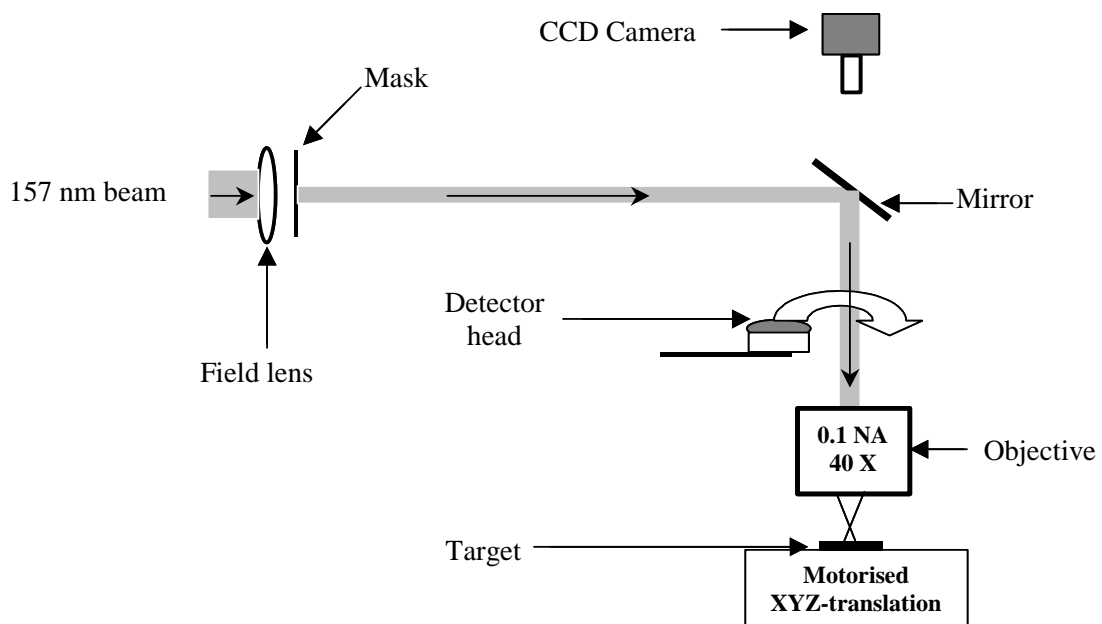 CCD Camera
Mask
157 nm beam
Mirror
Detector
head
Field lens
0.1 NA
40 X
Objective
Target
Motorised
XYZ-translation